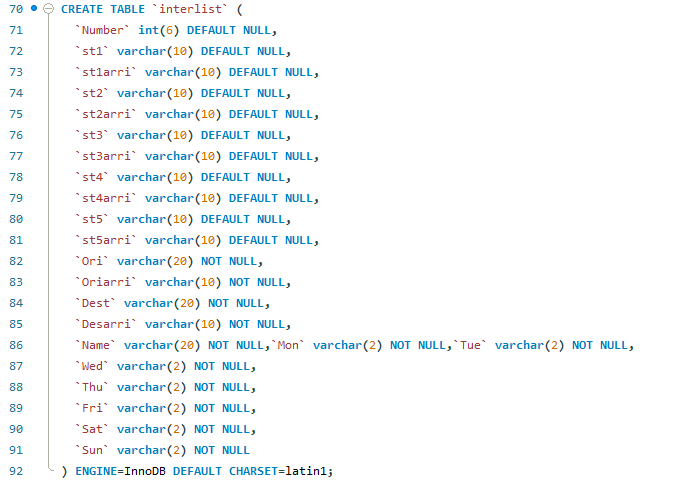 70 CREATE TABLE `interlist` (
71 `Number` int(6) DEFAULT NULL,
72 `st1` varchar(10) DEFAULT NULL,
73 `st1arri` varchar(10) DEFAULT NULL,
74 `st2` varchar(10) DEFAULT NULL,
75 `st2arri` varchar(10) DEFAULT NULL,
76 `st3` varchar(10) DEFAULT NULL,
77 `st3arri` varchar(10) DEFAULT NULL,
78 `st4` varchar(10) DEFAULT NULL,
79 `st4arri` varchar(10) DEFAULT NULL,
80 `st5` varchar(10) DEFAULT NULL,
81 `st5arri` varchar(10) DEFAULT NULL,
82 `Ori` varchar(20) NOT NULL,
83 `Oriarri` varchar(10) NOT NULL,
84 `Dest` varchar(20) NOT NULL,
85 `Desarri` varchar(10) NOT NULL,
86 `Name` varchar(20) NOT NULL,`Mon` varchar(2) NOT NULL,`Tue` varchar(2) NOT NULL,
87 `Wed` varchar(2) NOT NULL,
88 `Thu` varchar(2) NOT NULL,
89 `Fri` varchar(2) NOT NULL,
90 `Sat` varchar(2) NOT NULL,
91 `Sun` varchar(2) NOT NULL
92 ) ENGINE=InnoDB DEFAULT CHARSET=latin1;